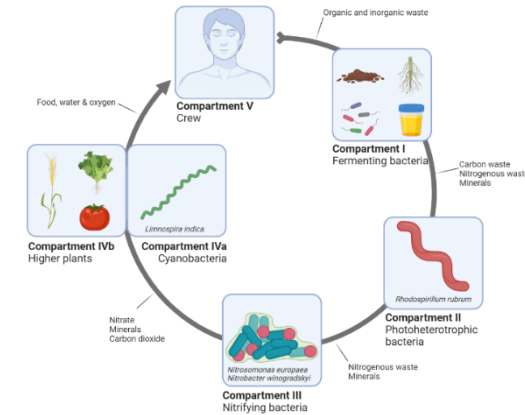 Organic and inorganic waste
Compartment V
Crew
Food, water & oxygen
Compartment I
Fermenting bacteria
Carbon waste
Nitrogenous wast
Minerals
Limnospira indica
Compartment IVb
Higher plants
Compartment IVa
Cyanobacteria
Rhodospirillum rubrum
Compartment II
Photoheterotrophic
bacteria
Nitrate
Minerals
Carbon dioxide
Nitrosomonas europaea
Nitrobacter winogradskyi
Nitrogenous waste
Minerals
Compartment III
Nitrifying bacteria